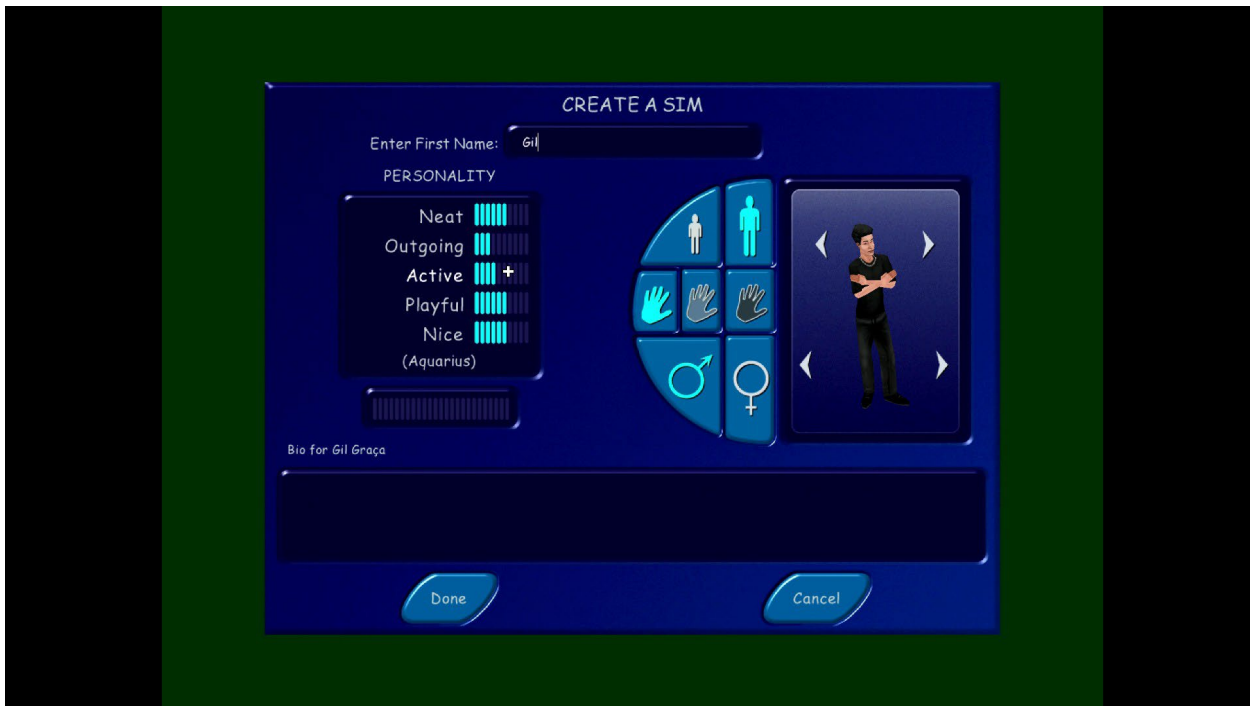 CREATE A SIM
Enter First Name: Gil
PERSONALITY
Neat
Outgoing
Active
Playful
Nice
(Aquarius)
Bio for Gil Graça
Done
Cancel